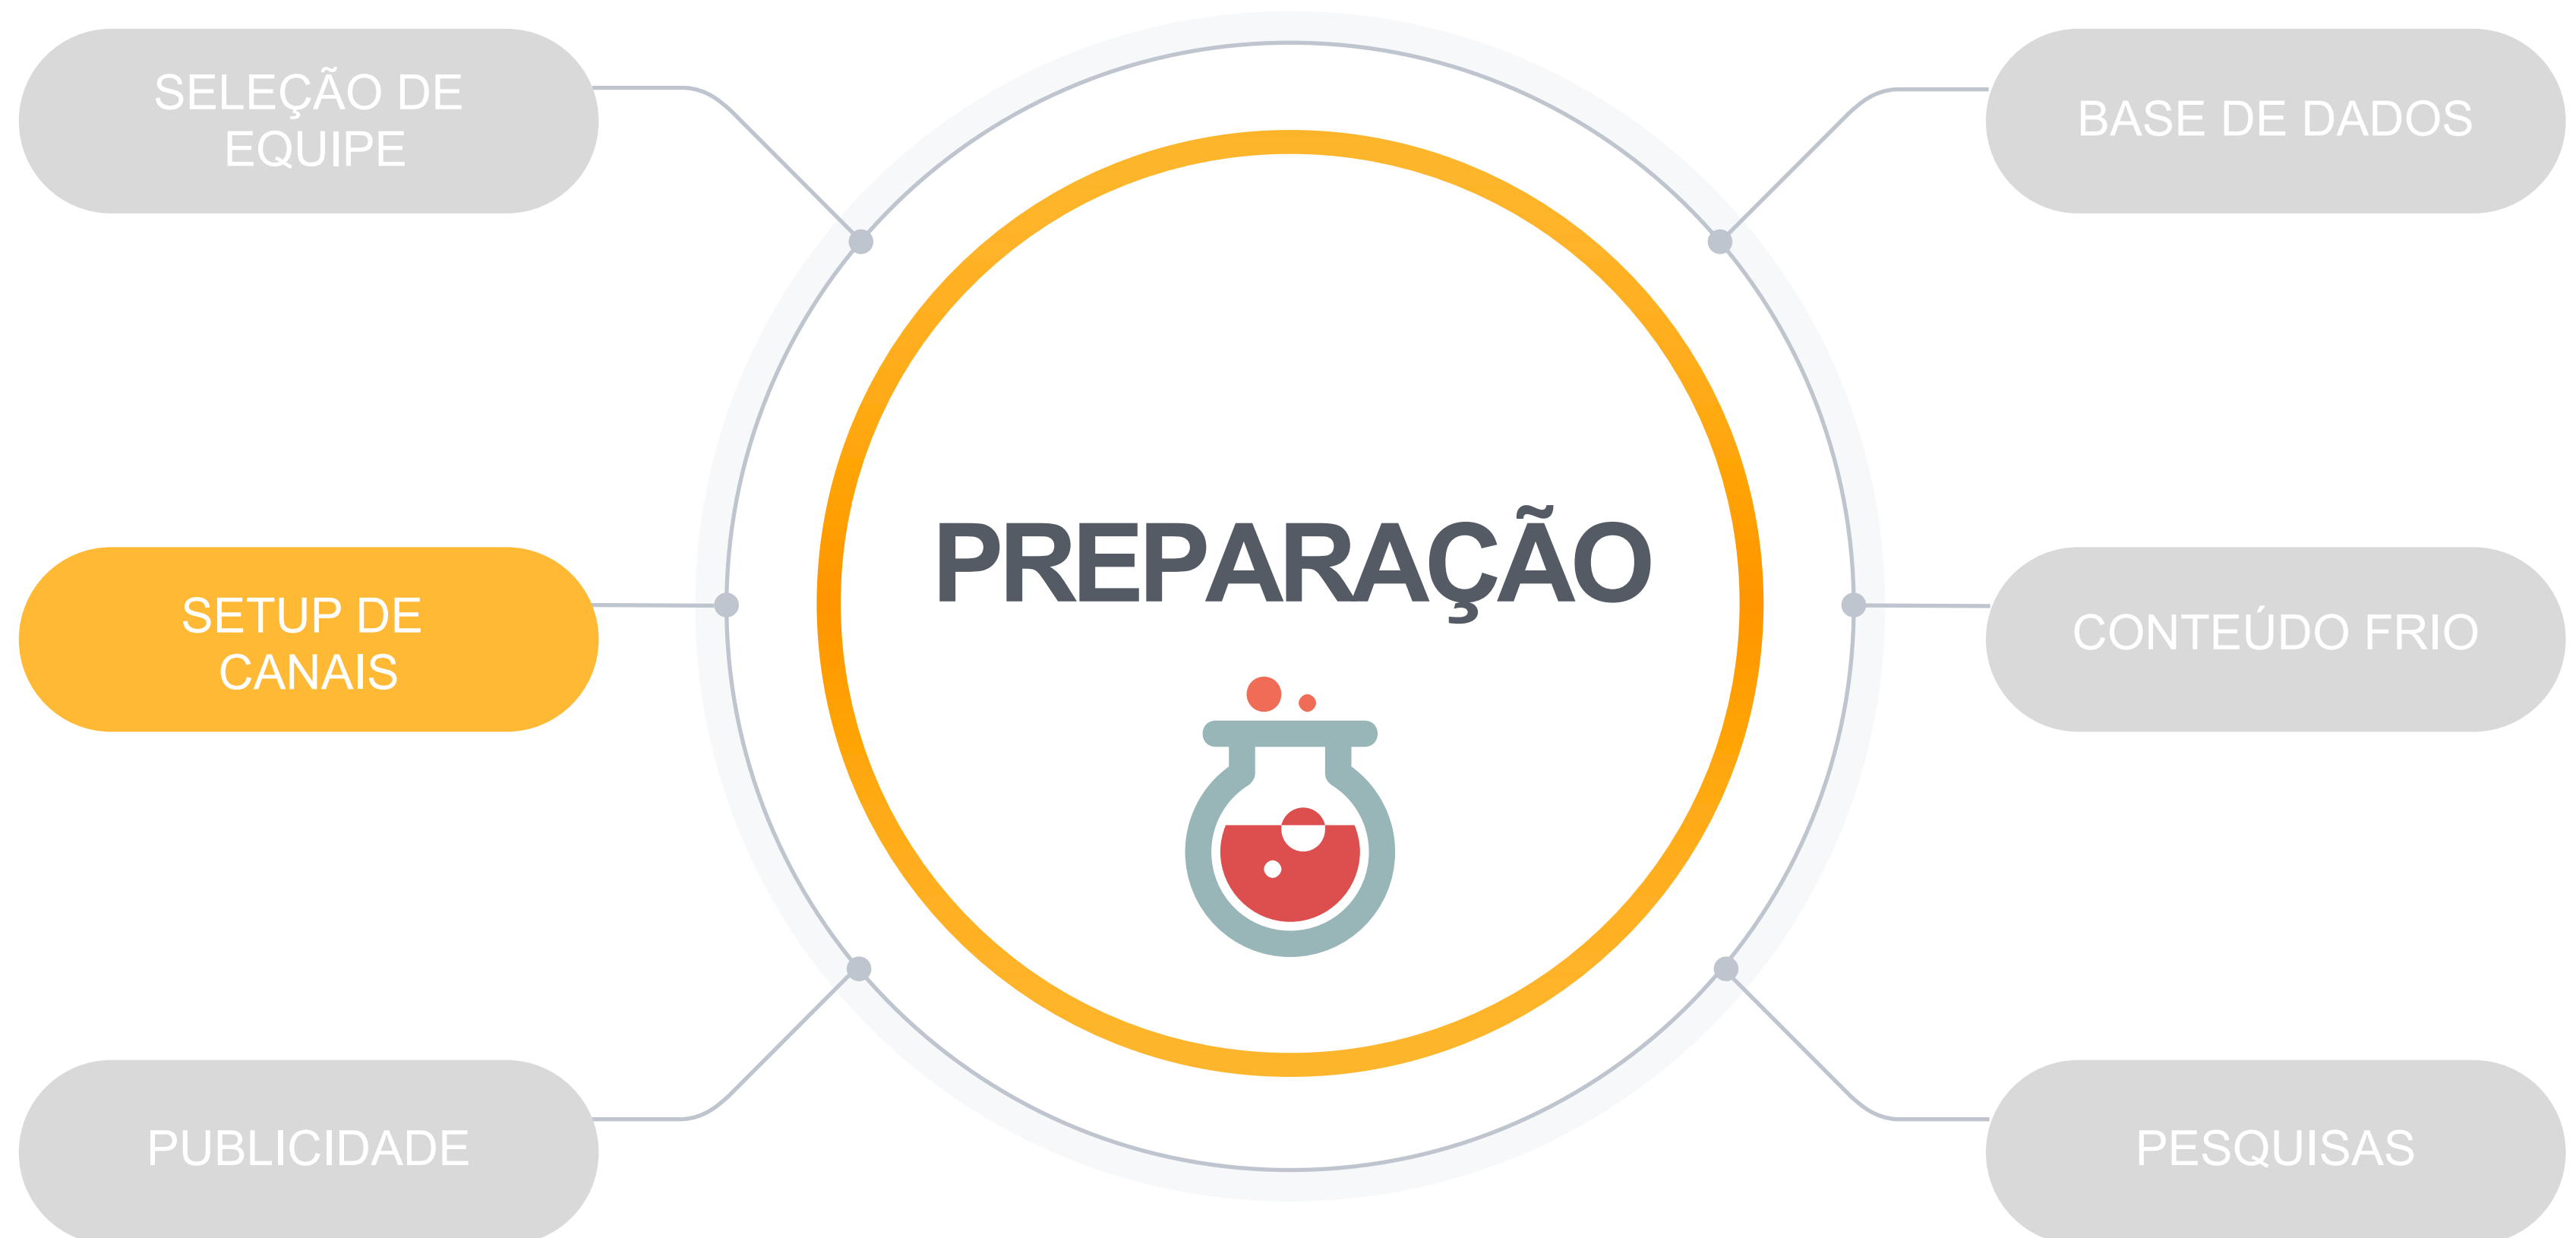 SELEÇÃO DE
EQUIPE
SETUP DE
CANAIS
PUBLICIDADE
PREPARAÇÃO
BASE DE DADOS
CONTEÚDO FRIO
PESQUISAS